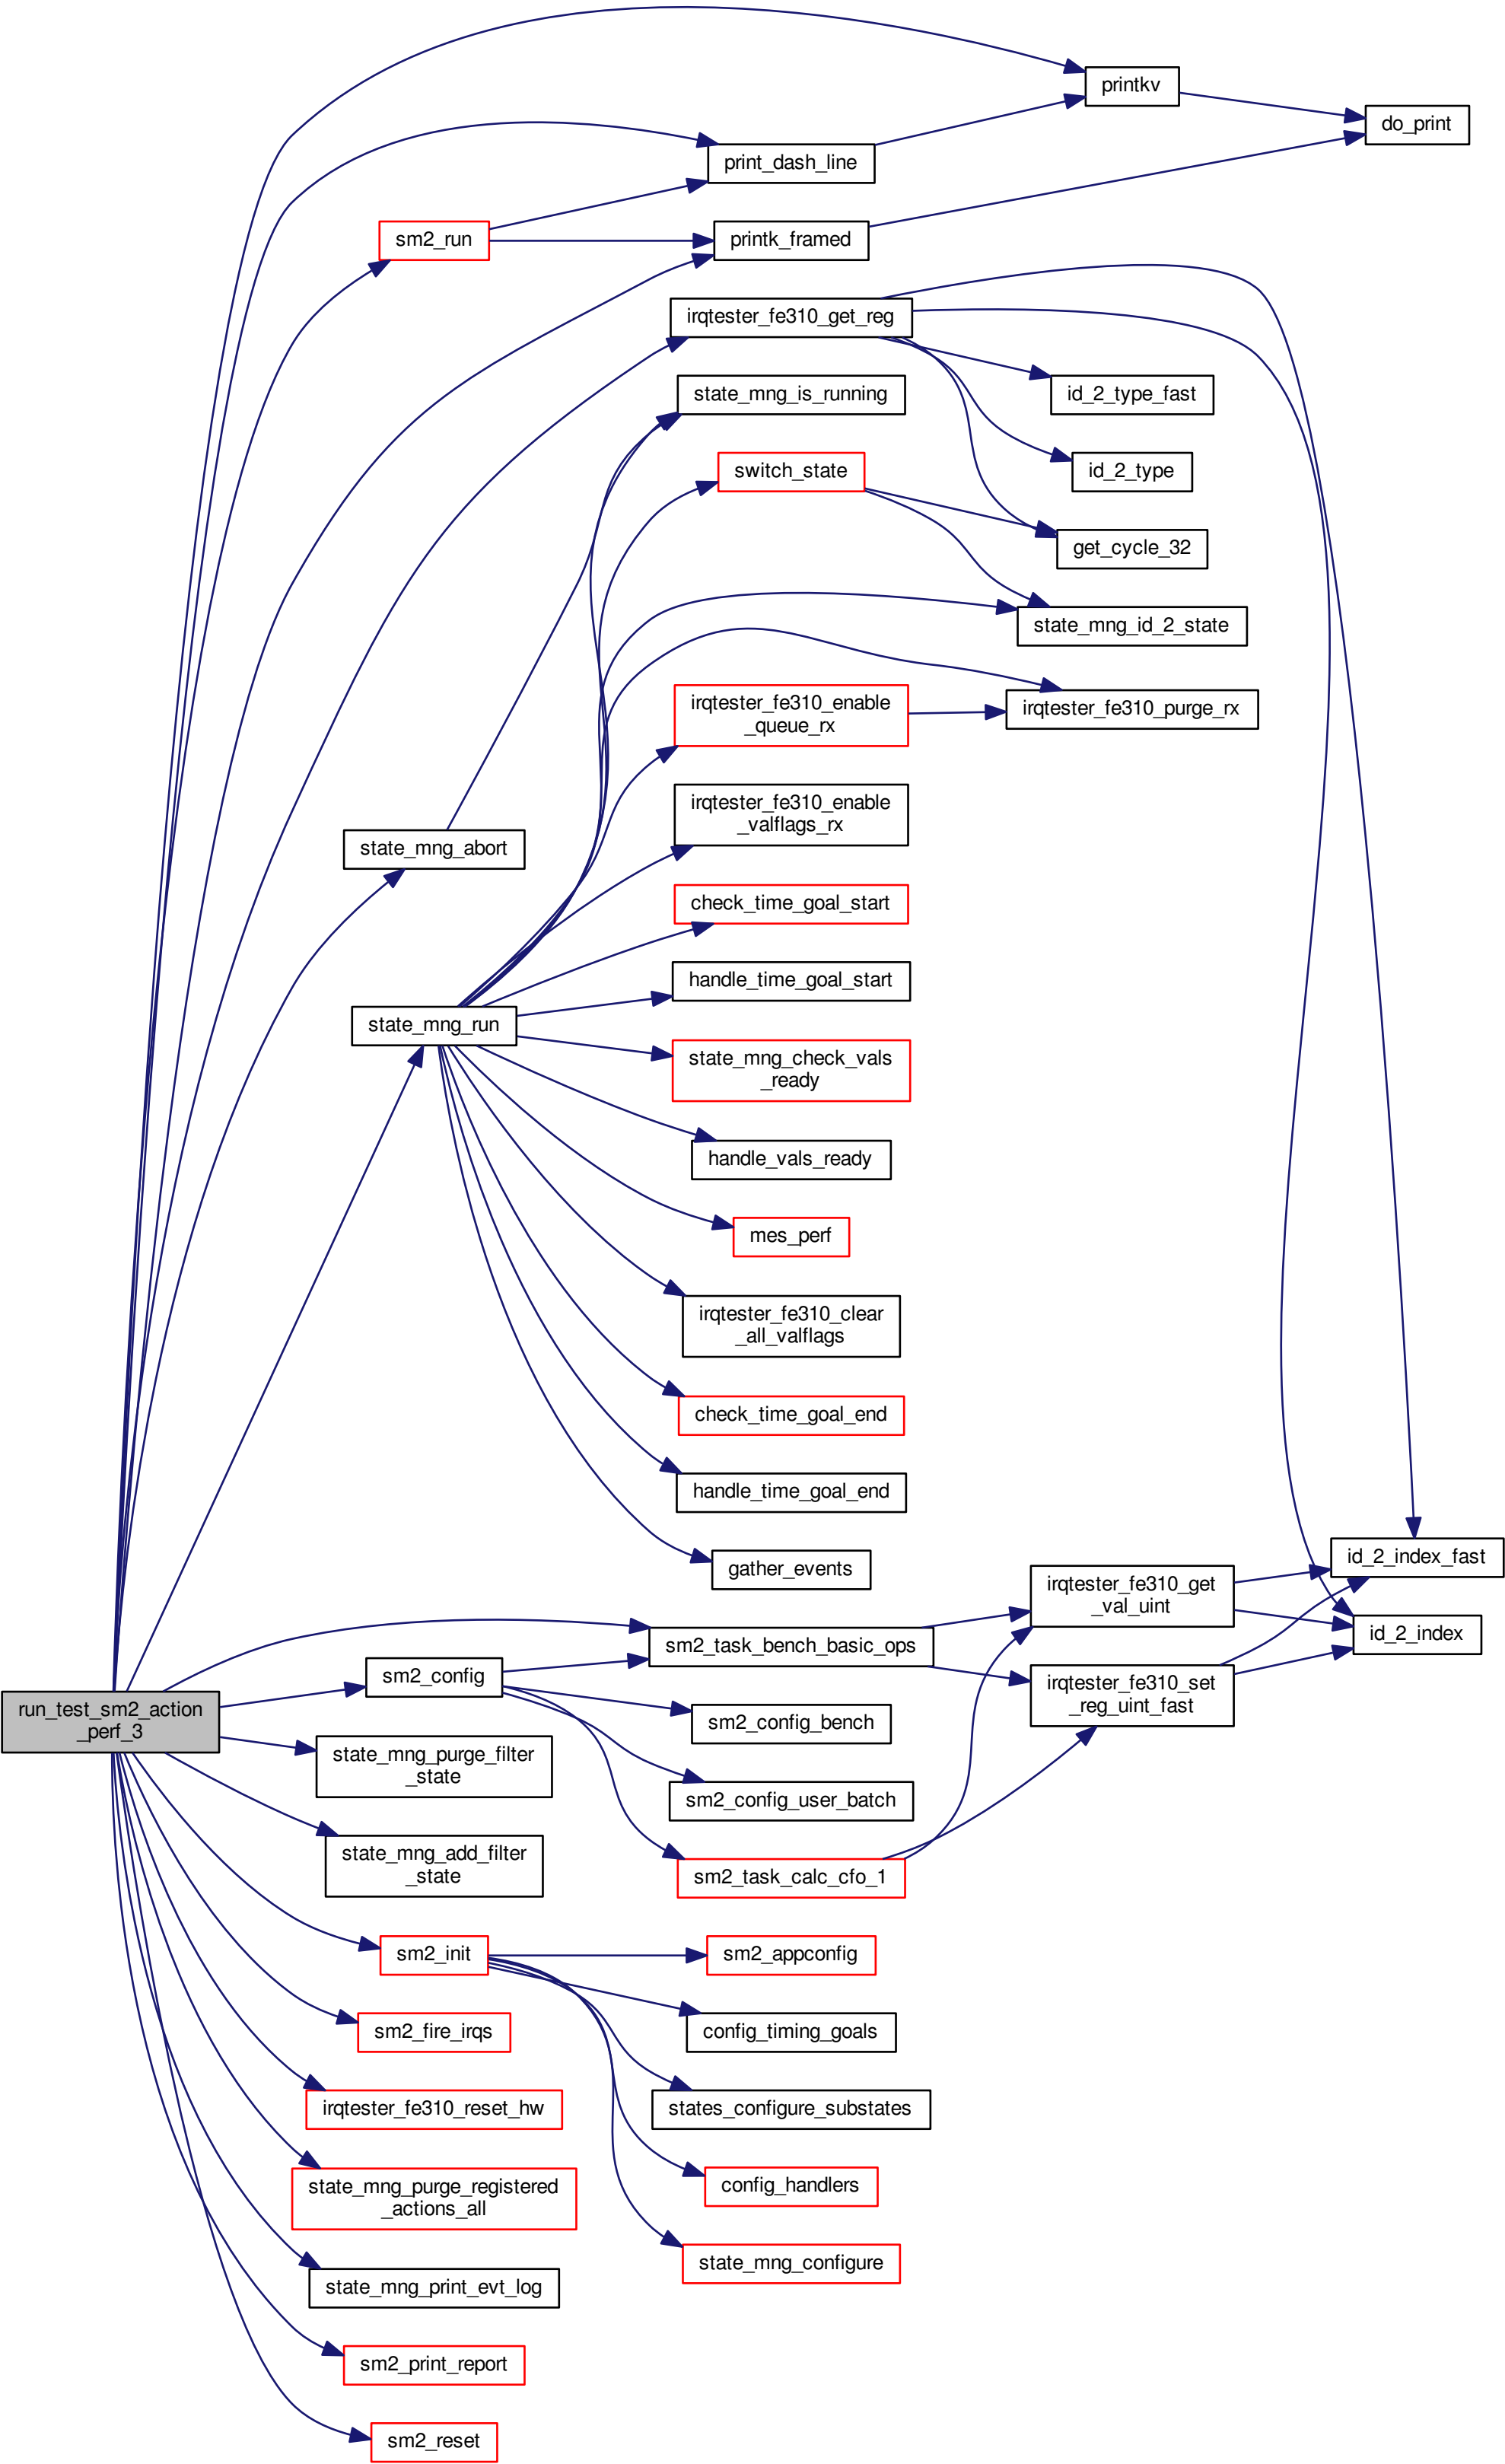 printkv
do_print
print_dash_line
sm2_run
printk_framed
irqtester_fe310_get_reg
id_2_type_fast
state_mng_is_running
id_2_type
switch_state
get_cycle_32
state_mng_id_2_state
irqtester_fe310_enable
_queue_rx
irqtester_fe310_purge_rx
irqtester_fe310_enable
_valflags_rx
state_mng_abort
check_time_goal_start
handle_time_goal_start
state_mng_run
state_mng_check_vals
_ready
handle_vals_ready
mes_perf
irqtester_fe310_clear
_all_valflags
check_time_goal_end
handle_time_goal_end
gather_events
id_2_index_fast
irqtester_fe310_get
_val_uint
id_2_index
sm2_task_bench_basic_ops
sm2_config
irqtester_fe310_set
_reg_uint_fast
run_test_sm2_action
_perf_3
sm2_config_bench
state_mng_purge_filter
_state
sm2_config_user_batch
state_mng_add_filter
_state
sm2_task_calc_cfo_1
sm2_init
sm2_appconfig
sm2_fire_irqs
config_timing_goals
irqtester_fe310_reset_hw
states_configure_substates
state_mng_purge_registered
_actions_all
config_handlers
state_mng_configure
state_mng_print_evt_log
sm2_print_report
sm2_reset